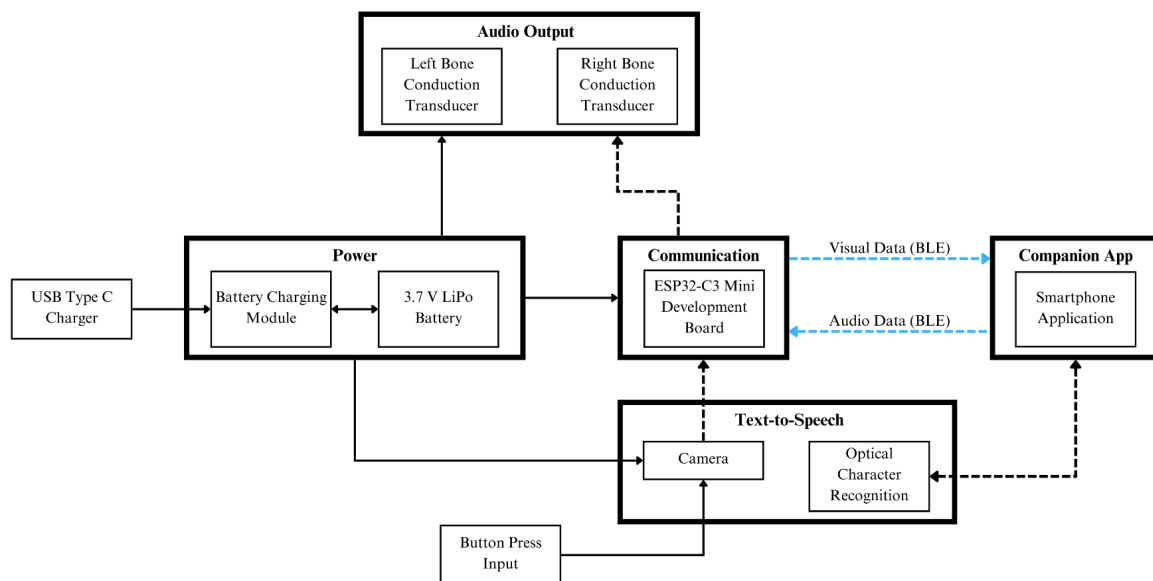 Audio Output
Left Bone
Conduction
Transducer
Right Bone
Conduction
Transducer
Power
Battery Charging
Module
3.7 V LiPo
Battery
USB Type C
Charger
Communication
ESP32-C3 Mini
Development
Board
Visual Data (BLE)
Audio Data (BLE)
Companion App
Smartphone
Application
Text-to-Speech
Camera
Optical
Character
Recognition
Button Press
Input